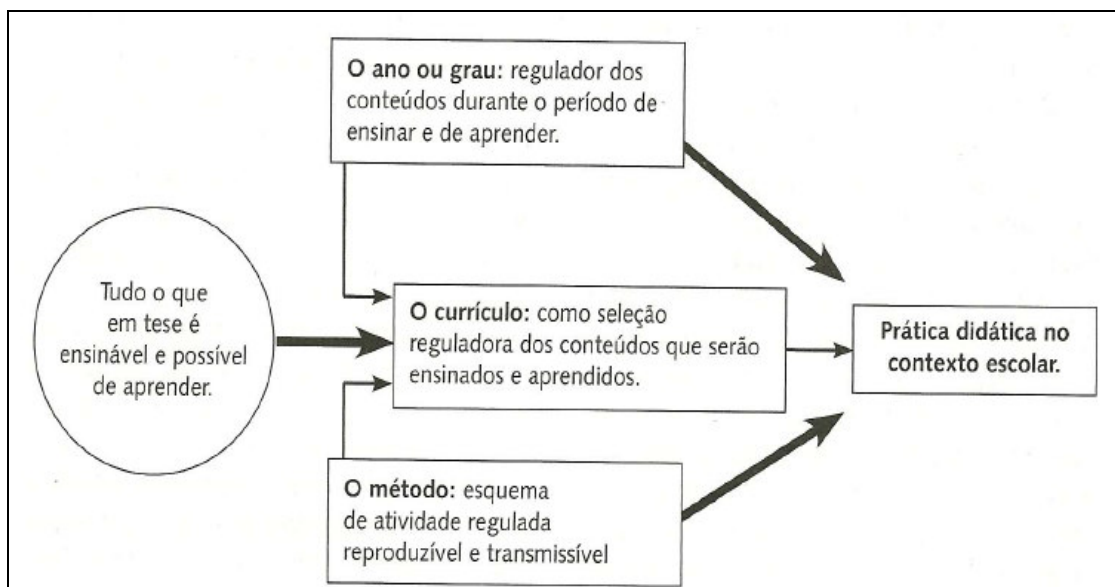 O ano ou grau: regulador dos
conteúdos durante o período de
ensinar e de aprender.
Tudo o que
em tese é
ensinável e possível
de aprender.
O currículo: como seleção
reguladora dos conteúdos que serão
ensinados e aprendidos.
Prática didática no
contexto escolar.
O método: esquema
de atividade regulada
reproduzível e transmissível